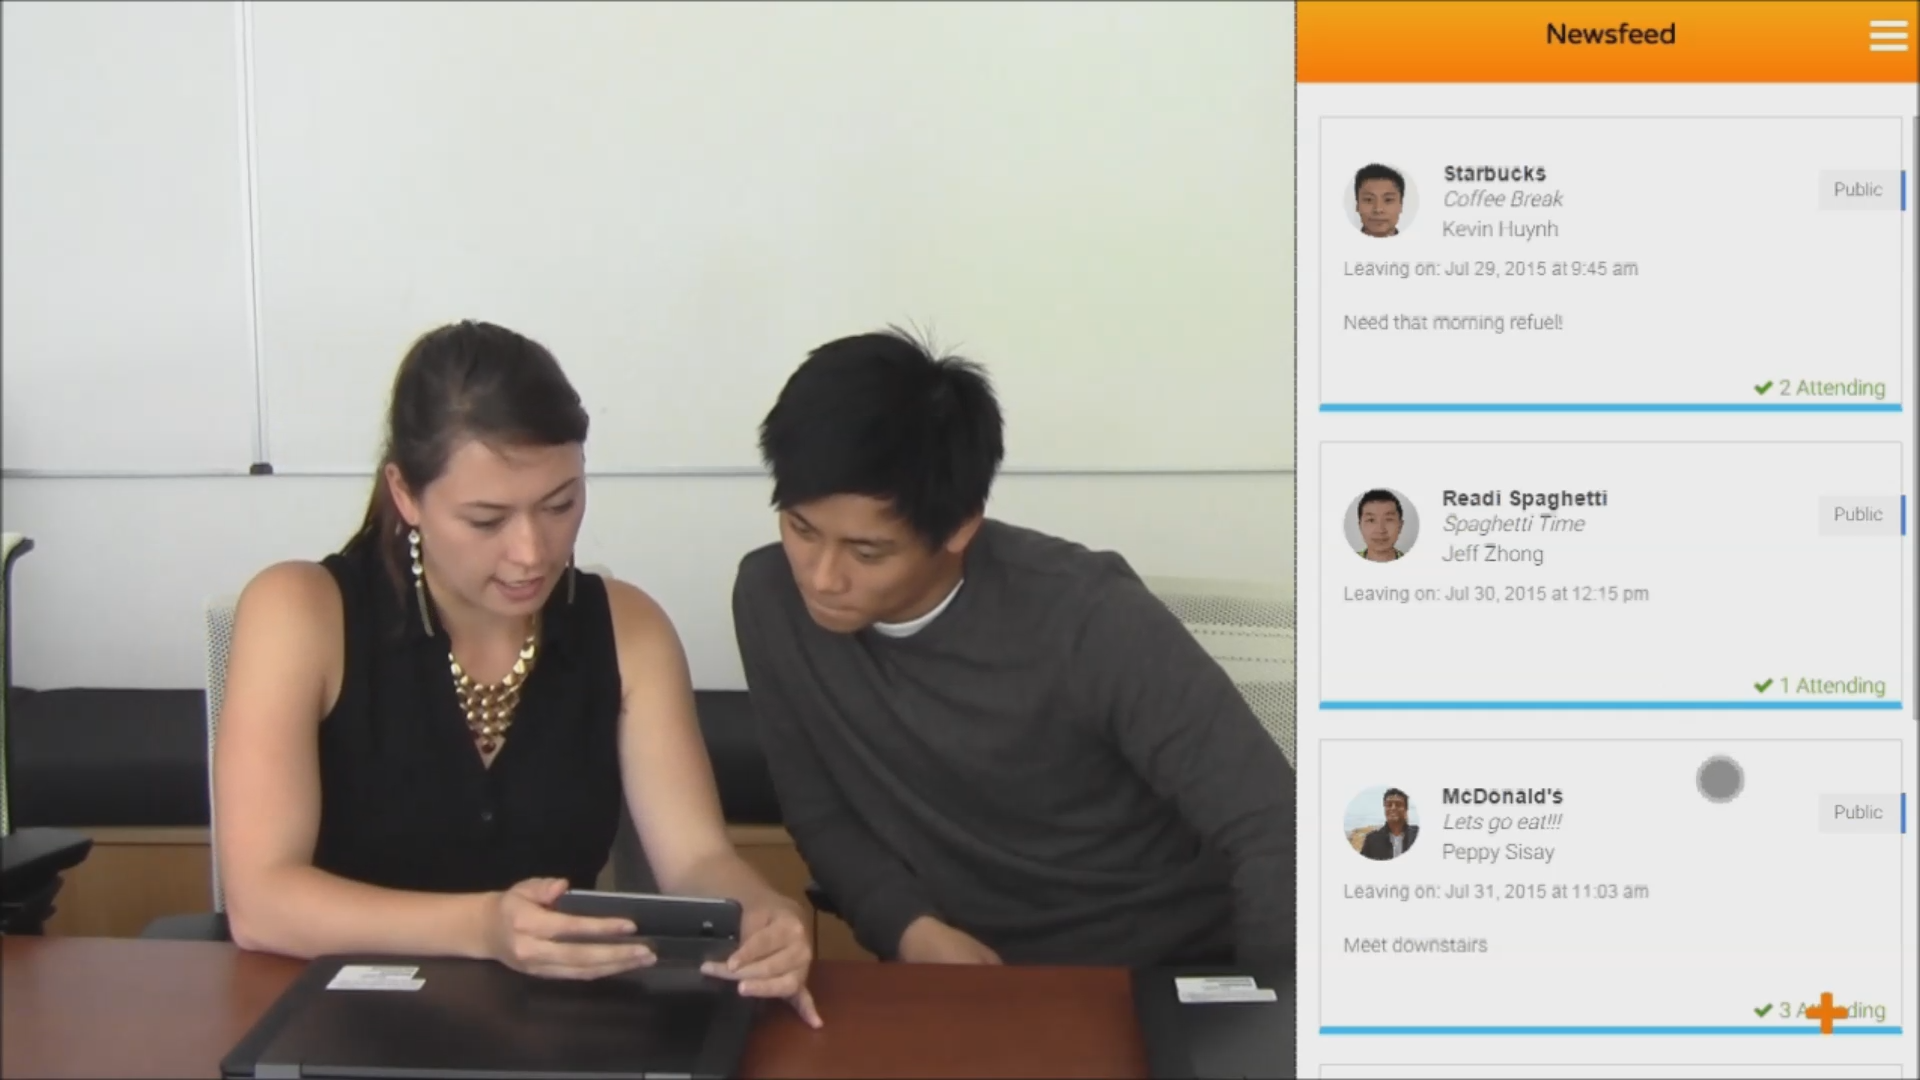 Newsfeed
Starbucks
Coffee Break
Kevin Huynh
Public
Leaving on: Jul 29, 2015 at 9:45 am
Need that morning refuel!
2 Attending
Readi Spaghetti
Spaghetti Time
Jeff Zhong
Public
Leaving on: Jul 30, 2015 at 12:15 pm
1 Attending
McDonald's
Lets go eat!!!
Peppy Sisay
Public
Leaving on: Jul 31, 2015 at 11:03 am
Meet downstairs
3 Attending